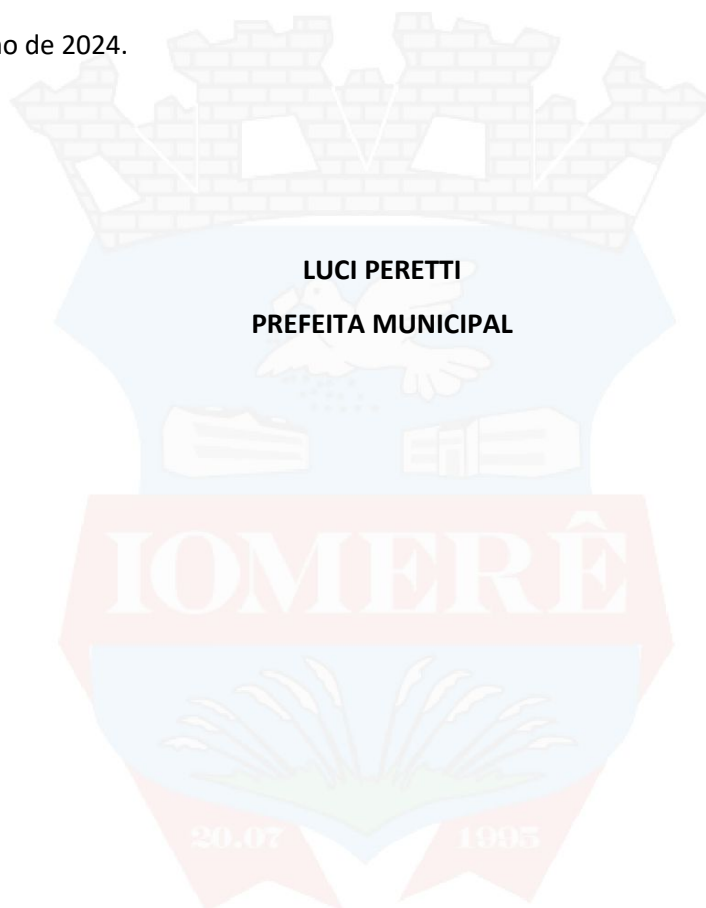 o de 2024.
LUCI PERETTI
PREFEITA MUNICIPAL
IOMERÊ
20.07 1995